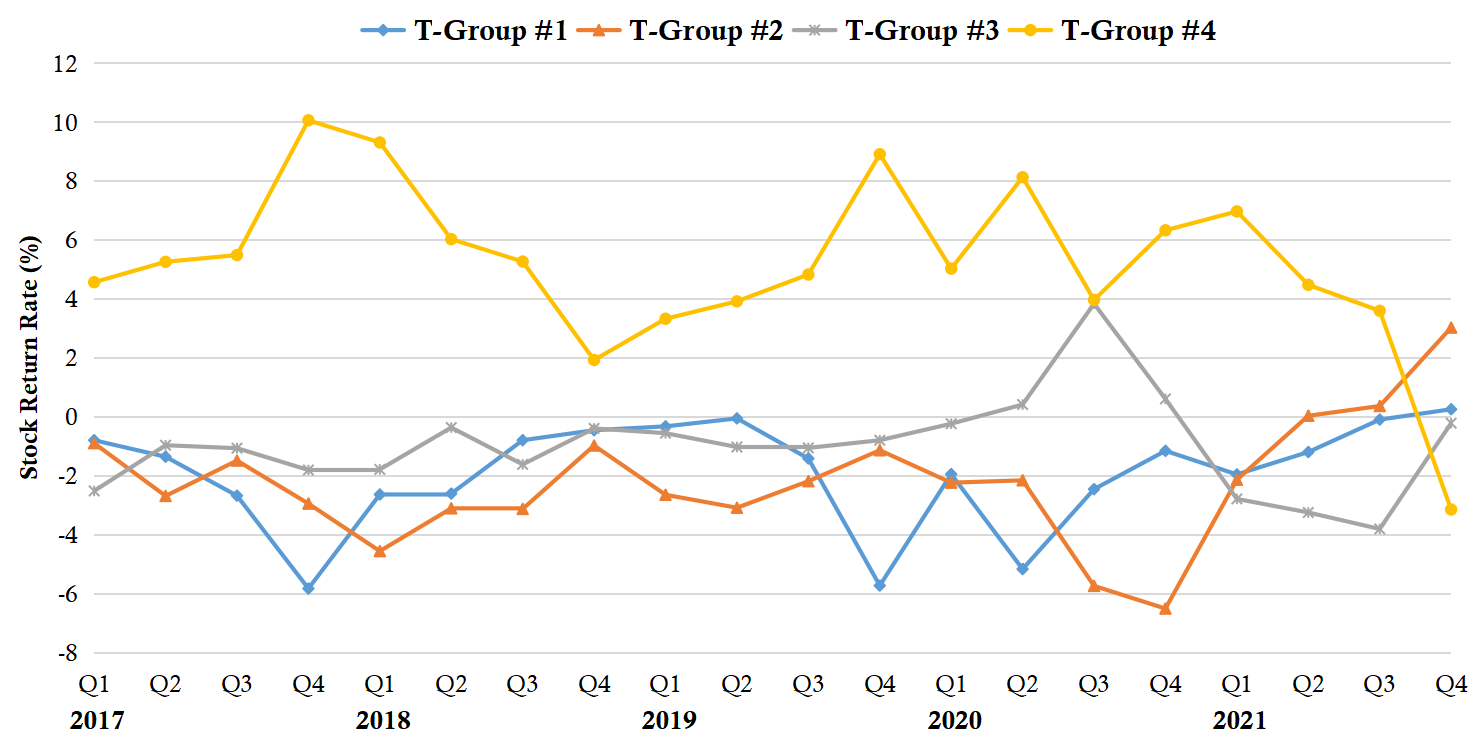 T-Group #1 T-Group #2 T-Group #3 T-Group #4
12
10
8
6
4
2
0
-2
-4
-6
-8
Stock Return Rate (%)
Q1 Q2 Q3 Q4 Q1 Q2 Q3 Q4 Q1 Q2 Q3 Q4 Q1 Q2 Q3 Q4 Q1 Q2 Q3 Q4
2017 2018 2019 2020 2021